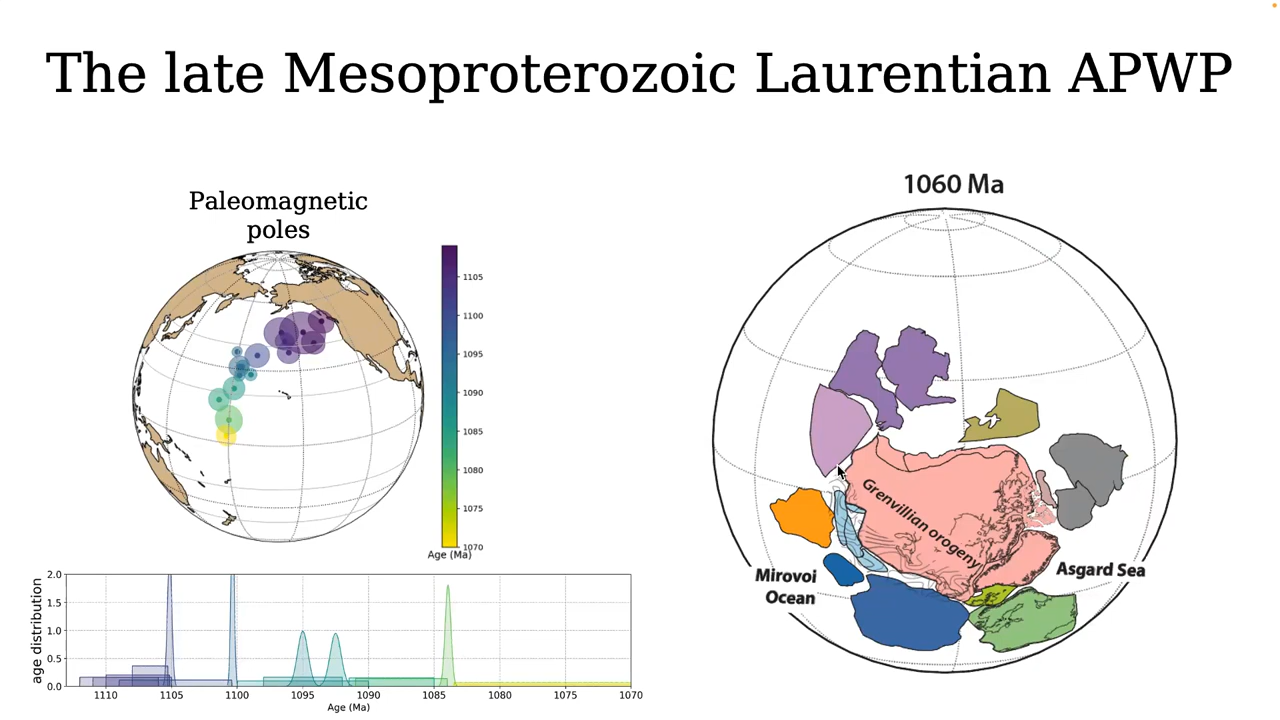 The late Mesoproterozoic Laurentian APWP
Paleomagnetic
poles
1105
1100
1095
1090
1085
1080
1075
1070
Age (Ma)
age distribution
2.0
1.5
1.0
0.5
0.0
1110 1105 1100 1095 1090 1085 1080 1075 1070
Age (Ma)
1060 Ma
Grenvillian orogeny
Mirovoi
Ocean
Asgard Sea